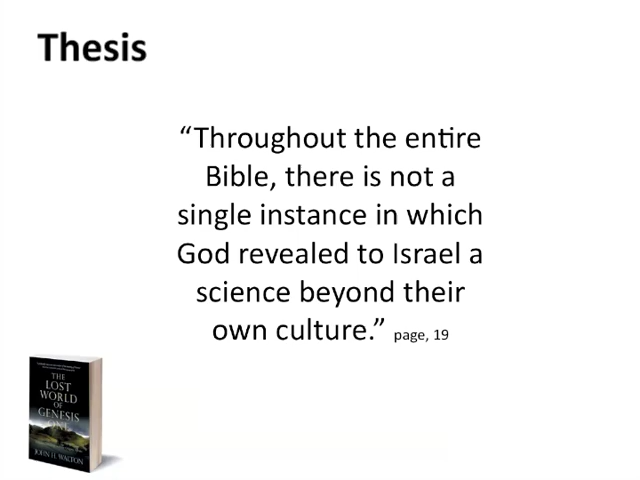 Thesis
“Throughout the entire
Bible, there is not a
single instance in which
God revealed to Israel a
science beyond their
own culture.” page, 19
THE
LOST
WORLD
OF
GENESIS
ONE
JOHN H. WALTON